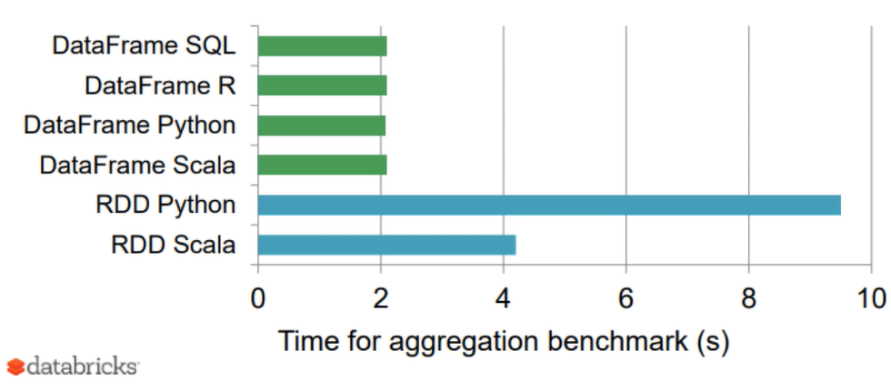 DataFrame SQL
DataFrame R
DataFrame Python
DataFrame Scala
RDD Python
RDD Scala
0 2 4 6 8 10
Time for aggregation benchmark (s)
databricks